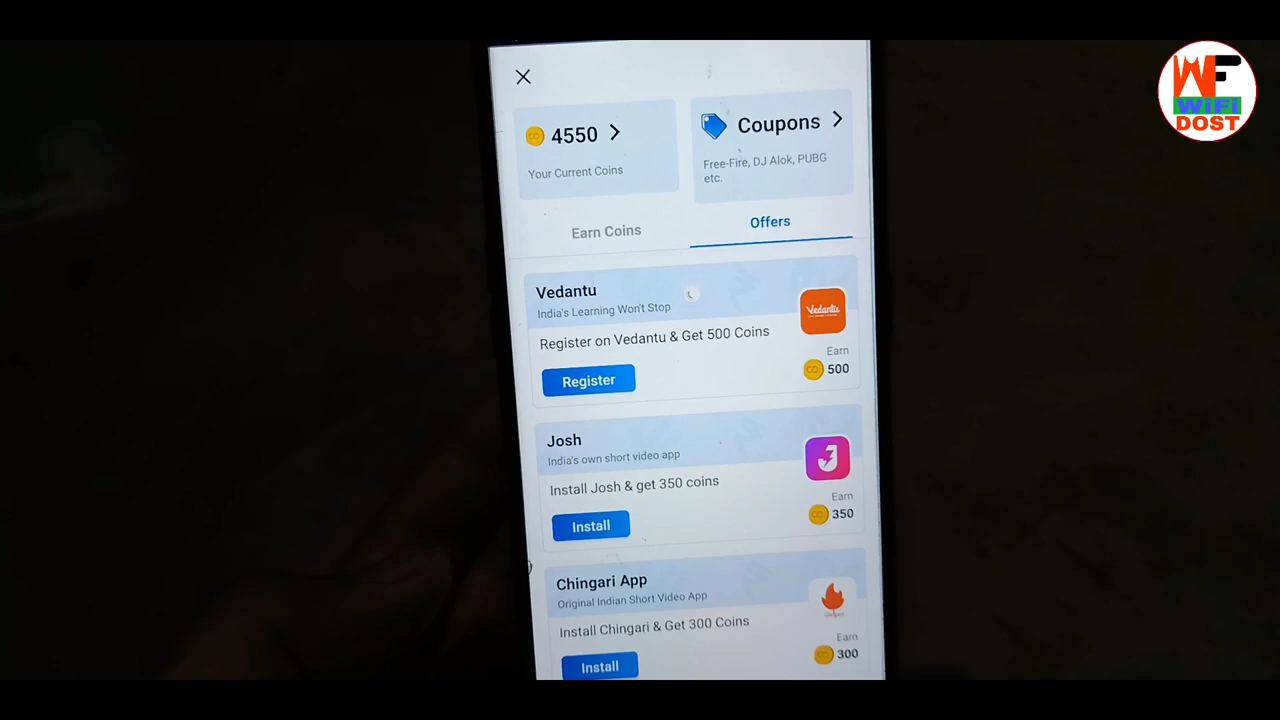 WF
WiFi
DOST
4550
Your Current Coins
Coupons
Free-Fire, DJ Alok, PUBG
etc.
Earn Coins
Offers
Vedantu
India's Learning Won't Stop
Register on Vedantu & Get 500 Coins
Register
Vedantu
Earn
500
Josh
India's own short video app
Install Josh & get 350 coins
Install
Earn
350
Chingari App
Original Indian Short Video App
Install Chingari & Get 300 Coins
Install
Earn
300